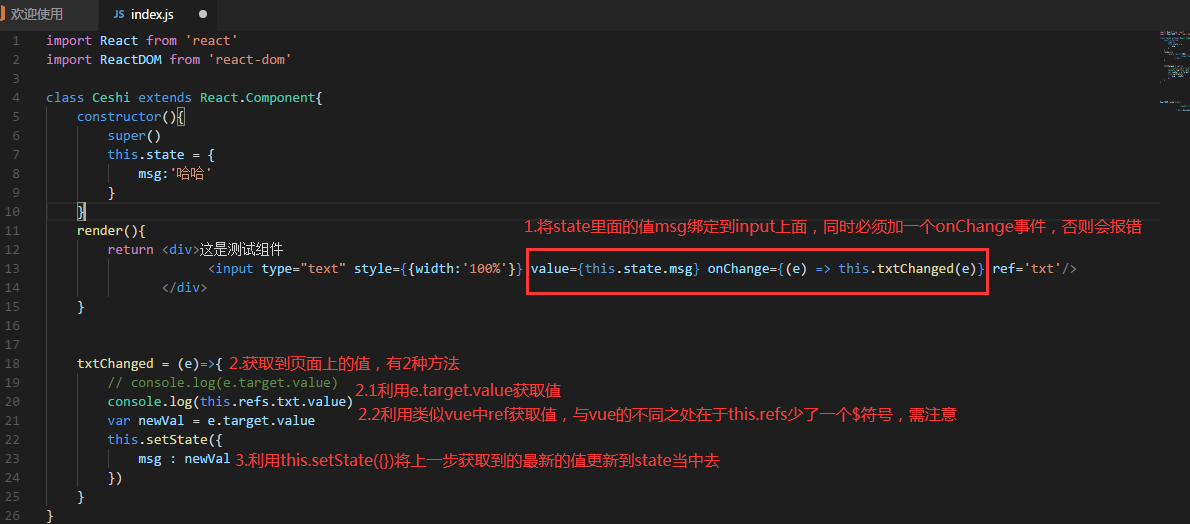 欢迎使用 JS index.js
1 import React from 'react'
2 import ReactDOM from 'react-dom'
3
4 class Ceshi extends React.Component{
5 constructor(){
6 super()
7 this.state = {
8 msg:'哈哈'
9 }
10 }
11 render(){ 1.将state里面的值msg绑定到input上面，同时必须加一个onChange事件，否则会报错
12 return <div>这是测试组件
13 <input type="text" style={{width:'100%'}} value={this.state.msg} onChange={(e) => this.txtChanged(e)} ref='txt'/>
14 </div>
15 }
16
17
18 txtChanged = (e)=>{ 2.获取到页面上的值，有2种方法
19 // console.log(e.target.value) 2.1利用e.target.value获取值
20 console.log(this.refs.txt.value) 2.2利用类似vue中ref获取值，与vue的不同之处在于this.refs少了一个$符号，需注意
21 var newVal = e.target.value
22 this.setState({
23 msg : newVal 3.利用this.setState({})将上一步获取到的最新的值更新到state当中去
24 })
25 }
26 }